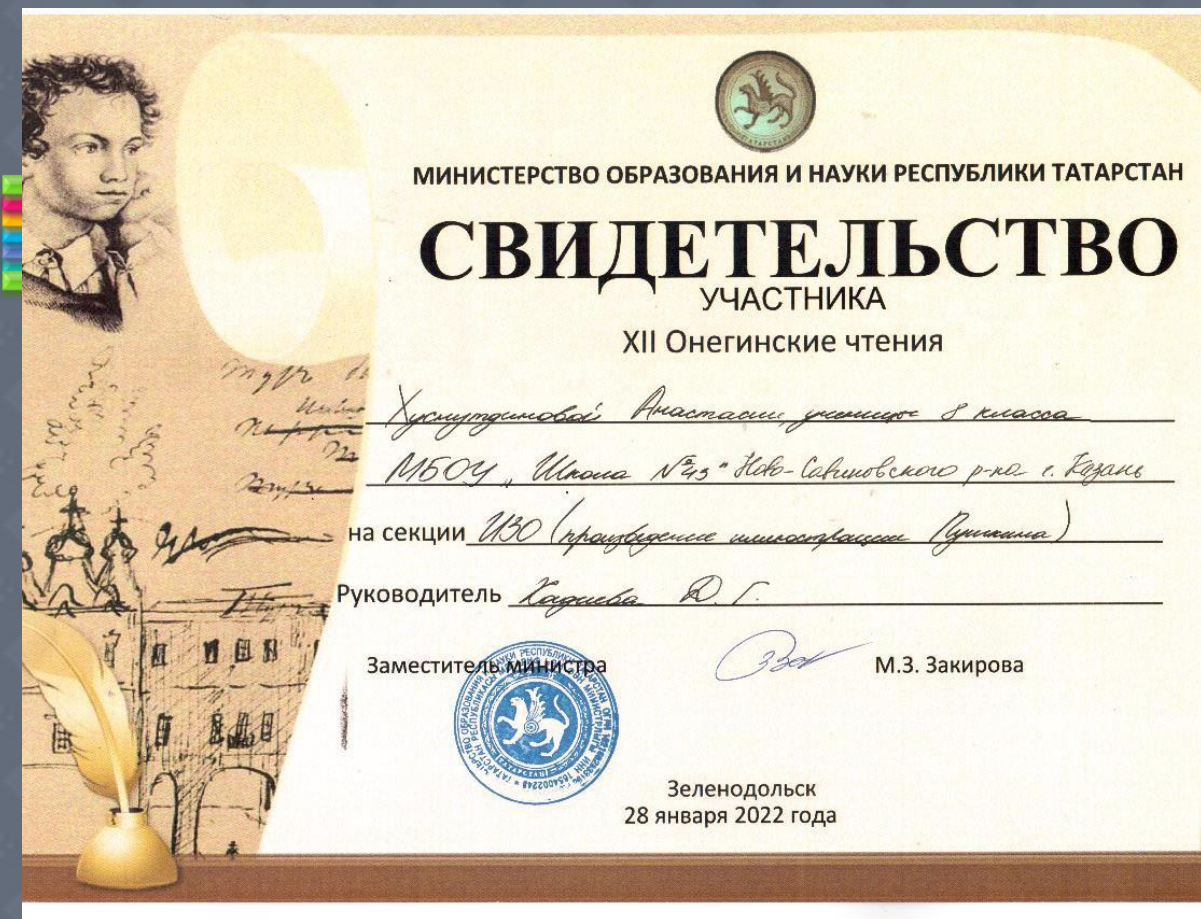 МИНИСТЕРСТВО ОБРАЗОВАНИЯ И НАУКИ РЕСПУБЛИКИ ТАТАРСТАН
СВИДЕТЕЛЬСТВО
УЧАСТНИКА
XII Онегинские чтения
Хуснутдиновой Анастасии, ученицы 8 класса
МБОУ "Школа №43" Ново-Савиновского р-на г. Казань
на секции ИЗО (произведение иллюстрации Пушкина)
Руководитель Хадиева Д. Г.
Заместитель министра М.З. Закирова
Зеленодольск
28 января 2022 года